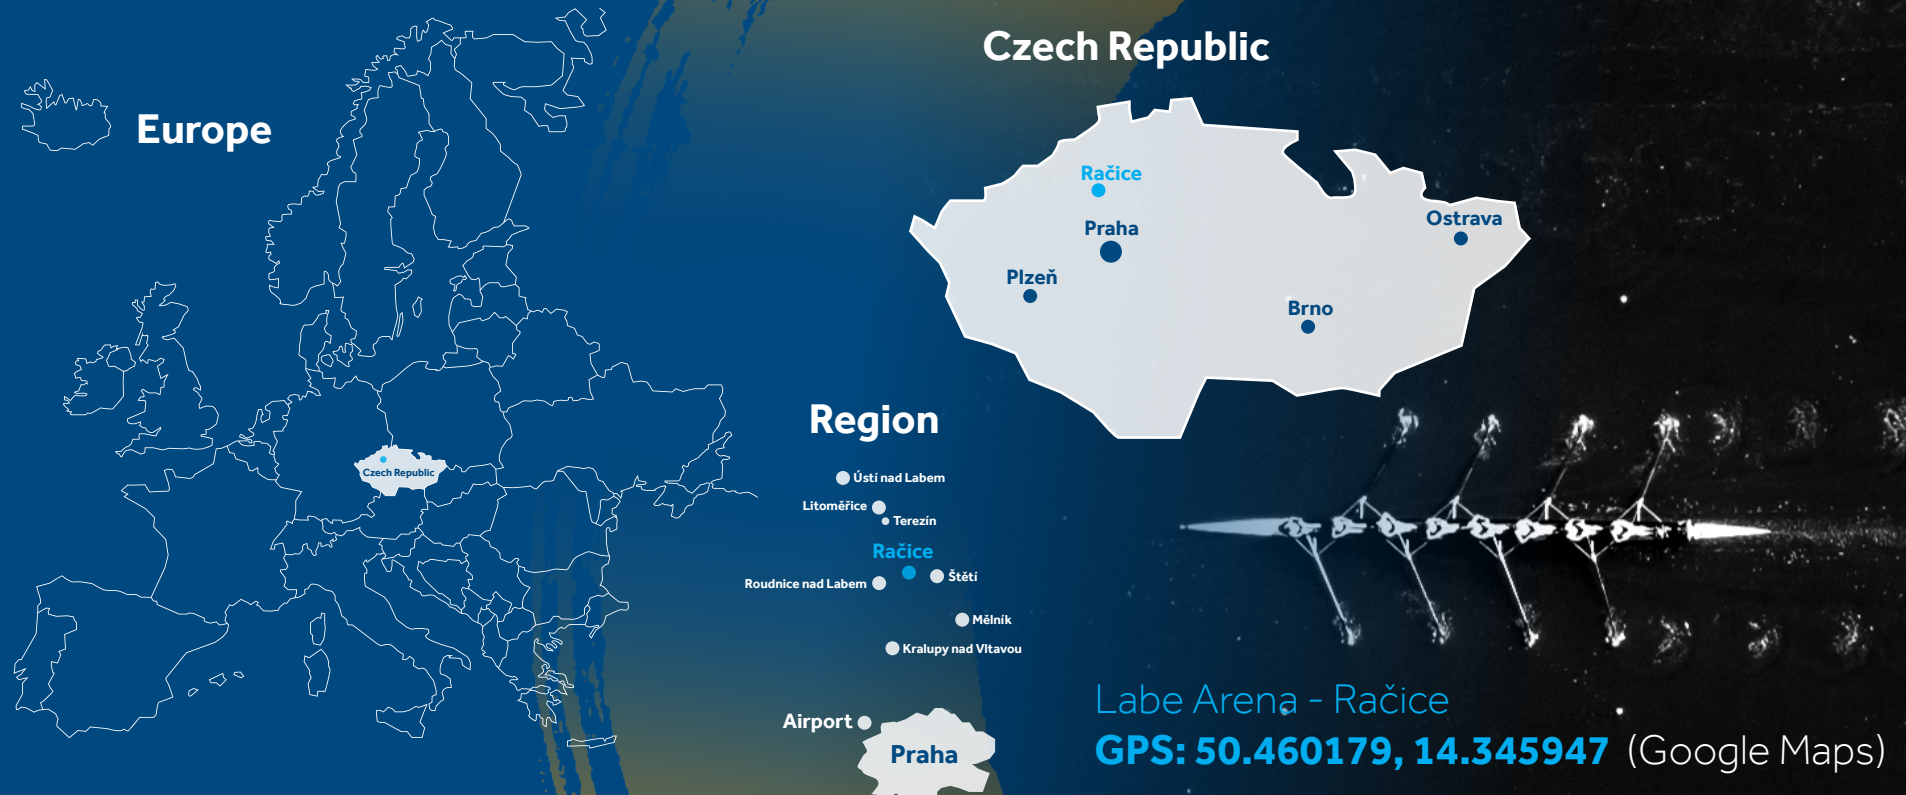 Europe
Czech Republic
Czech Republic
Račice
Praha
Plzeň
Brno
Ostrava
Region
Ústí nad Labem
Litoměřice
Terezín
Račice
Štětí
Roudnice nad Labem
Mělník
Kralupy nad Vltavou
Airport
Praha
Labe Arena - Račice
GPS: 50.460179, 14.345947 (Google Maps)